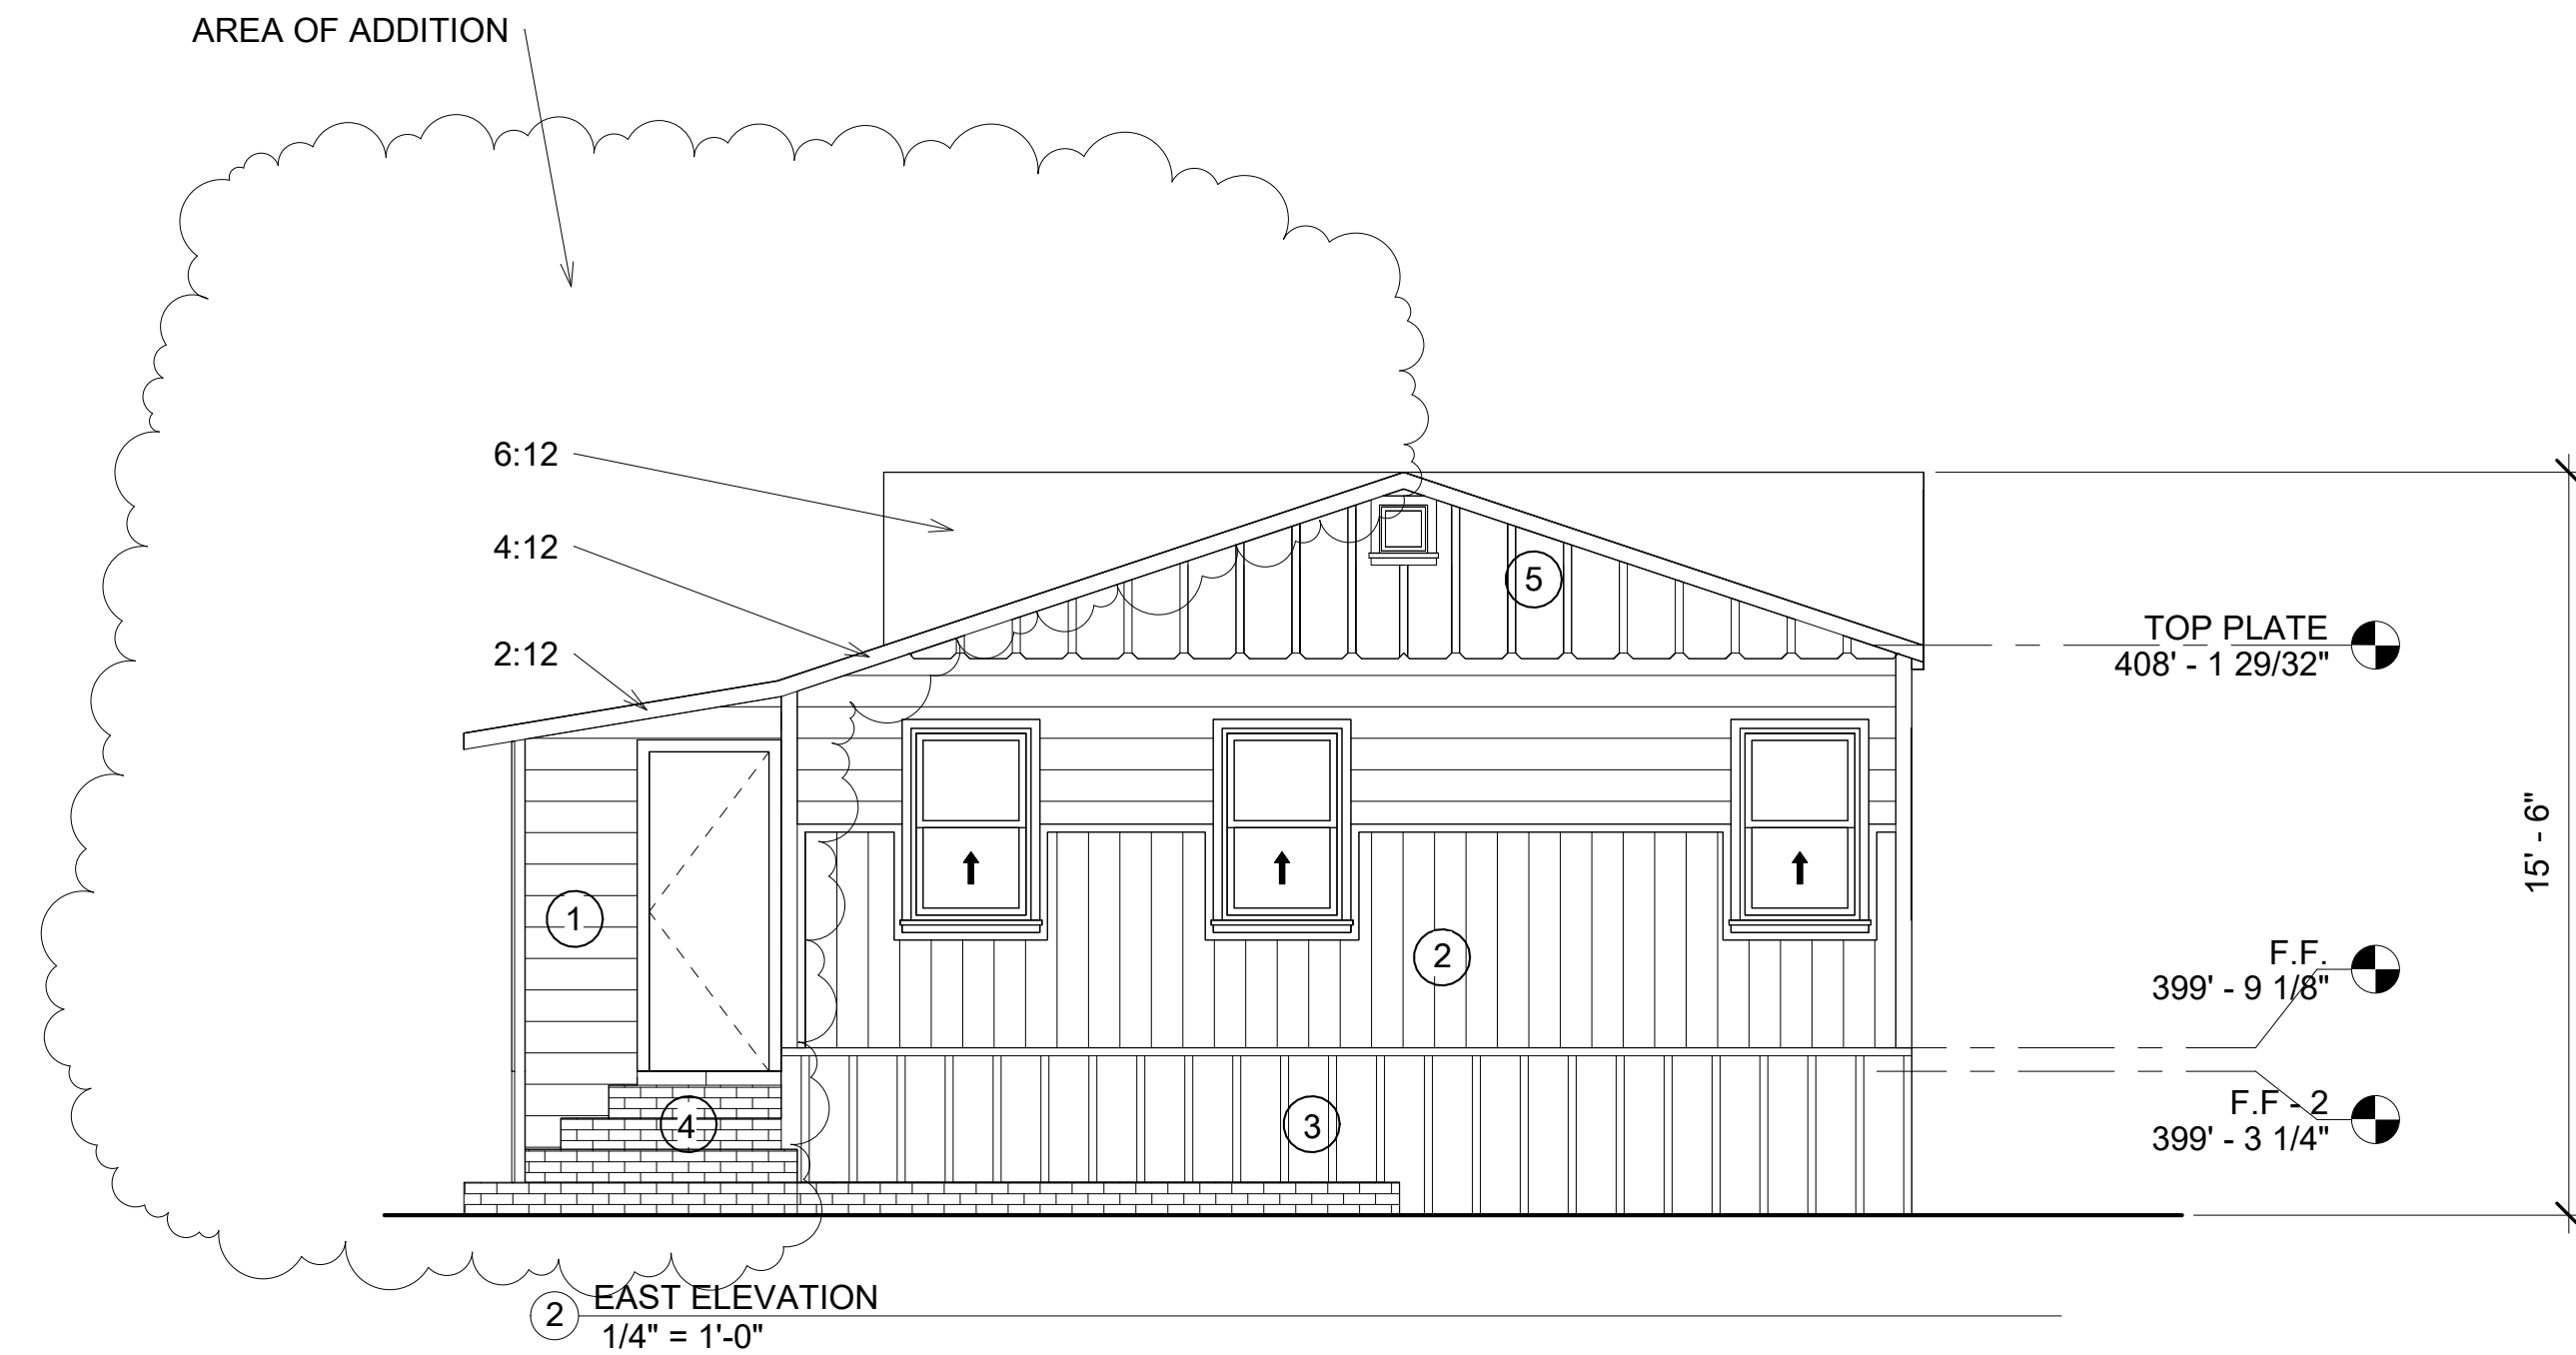 AREA OF ADDITION
6:12
4:12
2:12
5
TOP PLATE
408' - 1 29/32"
15' - 6"
1
2
F.F.
399' - 9 1/8"
4
3
F.F - 2
399' - 3 1/4"
2 EAST ELEVATION
1/4" = 1'-0"